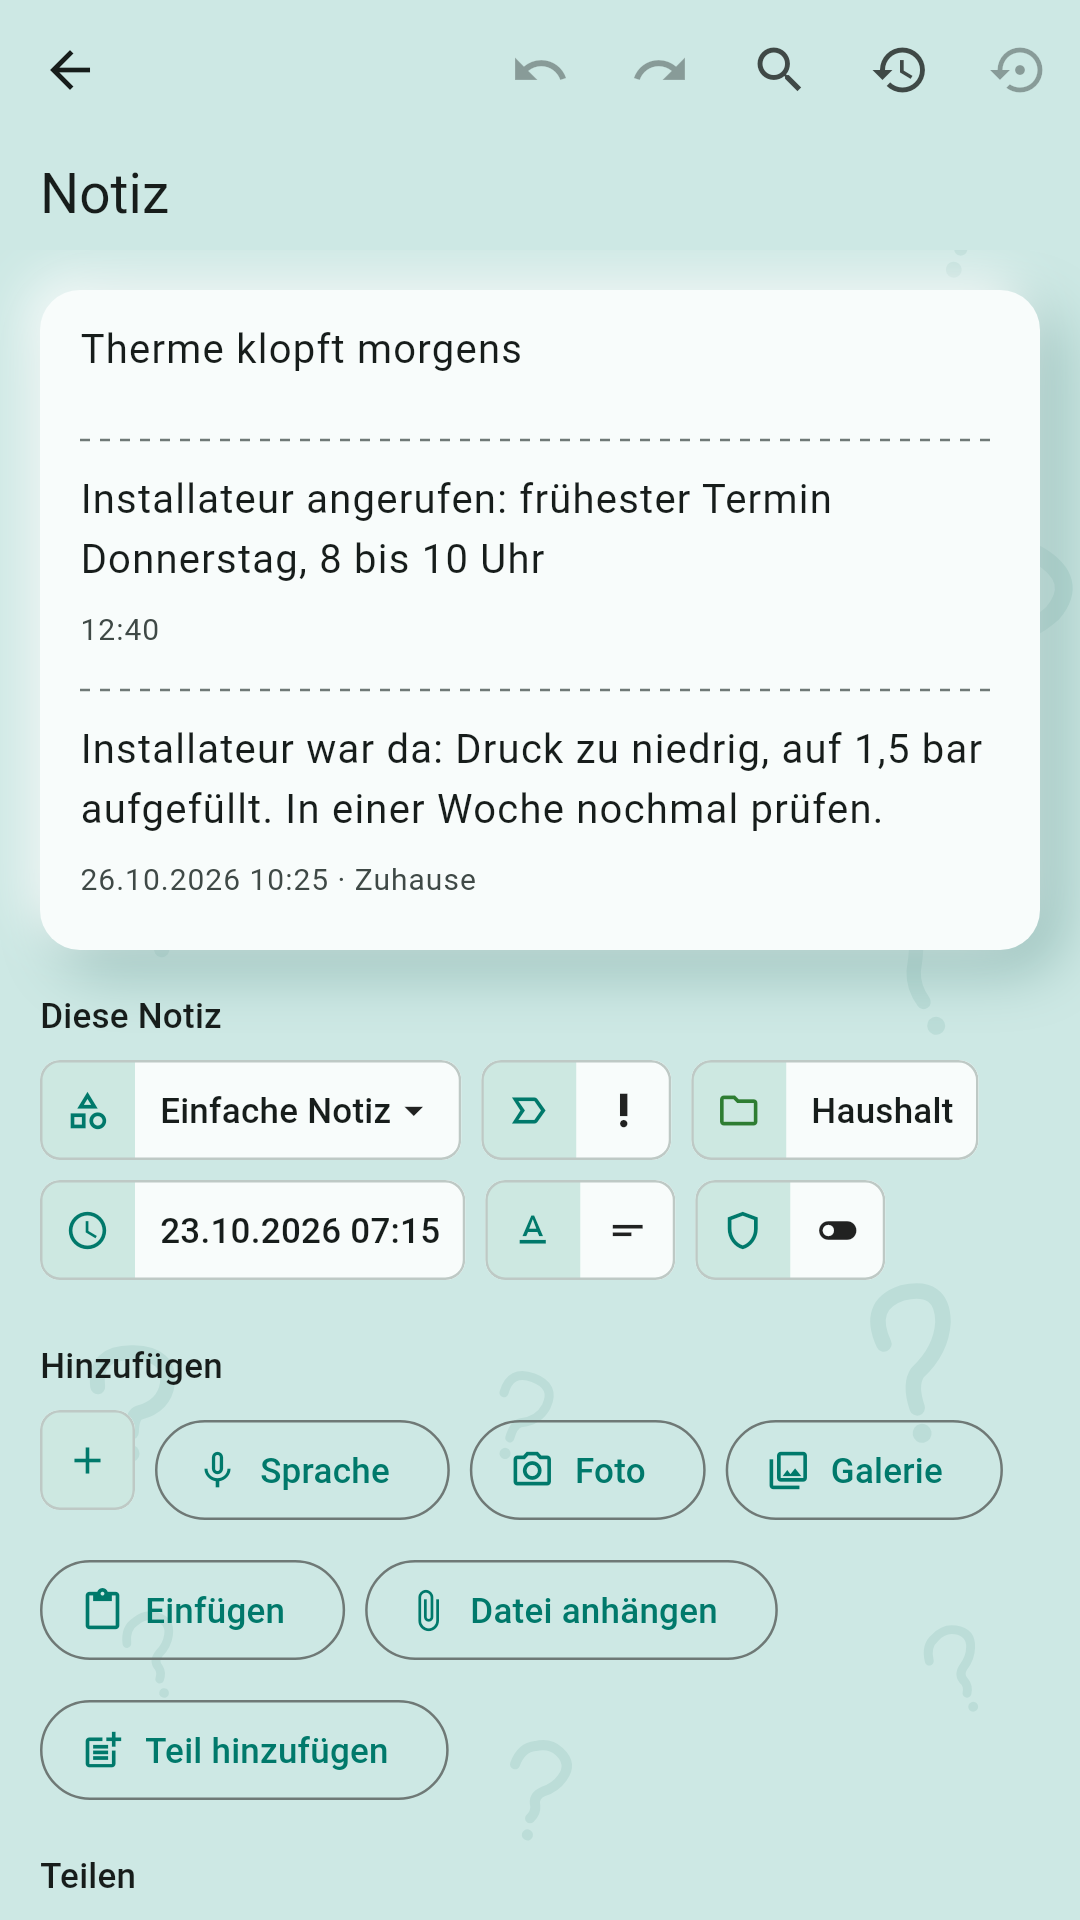 Notiz
Therme klopft morgens
Installateur angerufen: frühester Termin
Donnerstag, 8 bis 10 Uhr
12:40
Installateur war da: Druck zu niedrig, auf 1,5 bar
aufgefüllt. In einer Woche nochmal prüfen.
26.10.2026 10:25 · Zuhause
Diese Notiz
Einfache Notiz
Haushalt
23.10.2026 07:15
Hinzufügen
Sprache
Foto
Galerie
Einfügen
Datei anhängen
Teil hinzufügen
Teilen